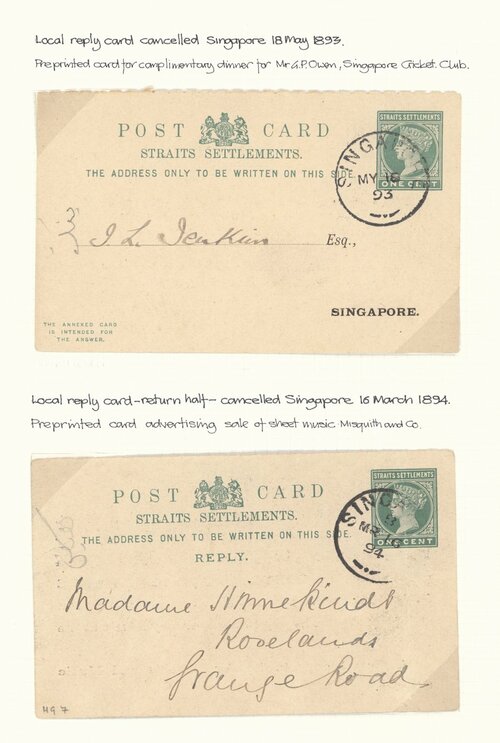 Local reply card cancelled Singapore 18 May 1893.
Preprinted card for complimentary dinner for Mr G.P. Owen, Singapore Cricket Club.
POST CARD
STRAITS SETTLEMENTS.
THE ADDRESS ONLY TO BE WRITTEN ON THIS SIDE.
STRAITS SETTLEMENTS
ONE CENT
MY 16
93
Esq.,
SINGAPORE.
THE ANNEXED CARD
IS INTENDED FOR
THE ANSWER.
Local reply card-return half- cancelled Singapore 16 March 1894.
Preprinted card advertising sale of sheet music Misquith and Co.
POST CARD
STRAITS SETTLEMENTS.
THE ADDRESS ONLY TO BE WRITTEN ON THIS SIDE.
REPLY.
STRAITS SETTLEMENTS
ONE CENT
94
Madame Hinnekindt
Roselands
Grange Road